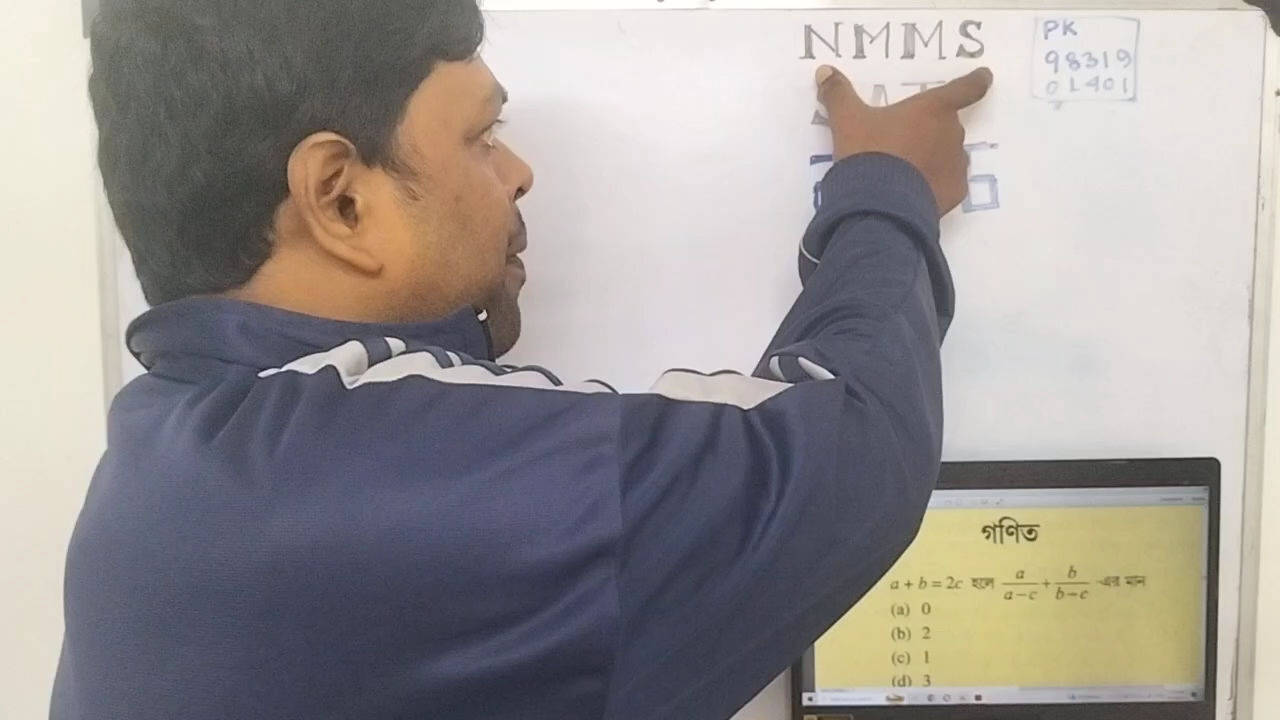 NMMS
PK
98319
01401
গণিত
a + b = 2c হলে a/a-c + b/b-c এর মান
(a) 0
(b) 2
(c) 1
(d) 3